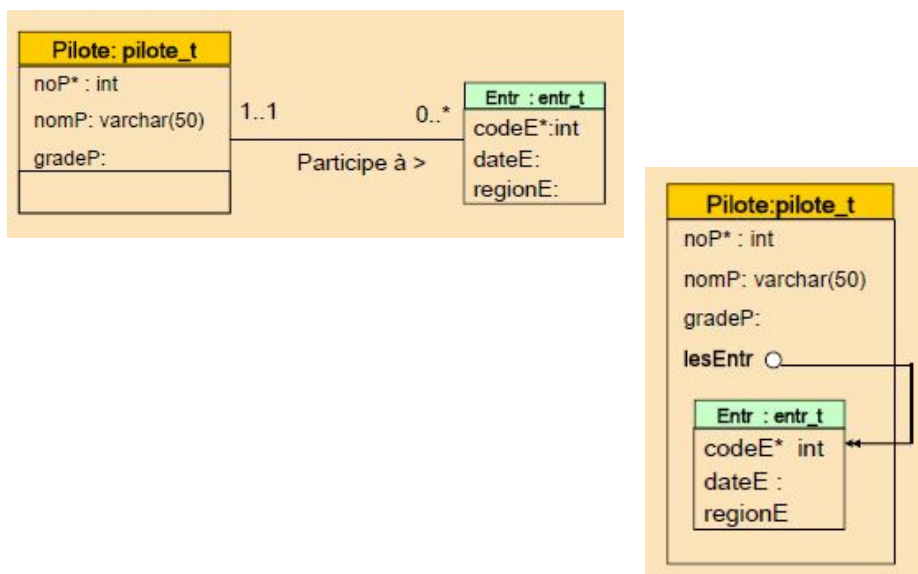 Pilote: pilote_t
noP* : int
nomP: varchar(50)
gradeP:
1..1
0..*
Participe à >
Entr : entr_t
codeE*:int
dateE:
regionE:
Pilote:pilote_t
noP* : int
nomP: varchar(50)
gradeP:
lesEntr
Entr : entr_t
codeE* int
dateE :
regionE